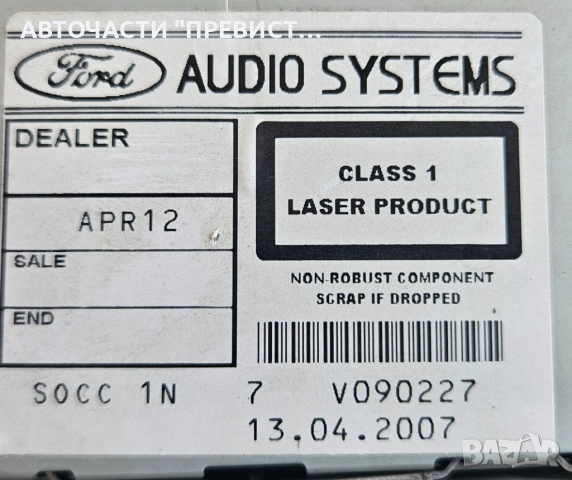 АВТОЧАСТИ "ПРЕВИСТ...
Ford AUDIO SYSTEMS
DEALER
APR12
SALE
END
CLASS 1
LASER PRODUCT
NON-ROBUST COMPONENT
SCRAP IF DROPPED
SOCC 1N 7 V090227
13.04.2007
BAZAR